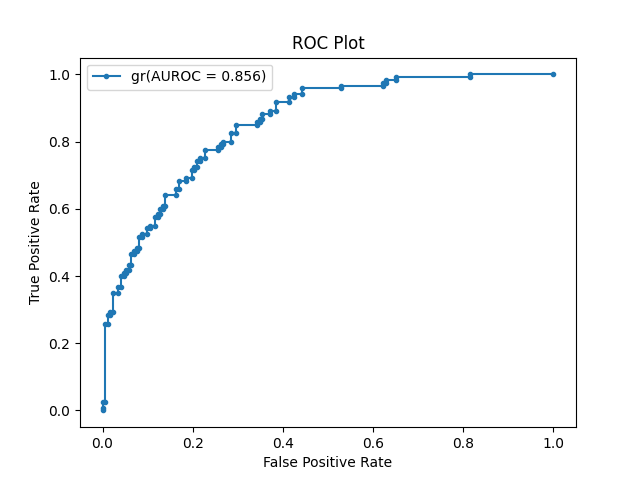 ROC Plot
gr(AUROC = 0.856)
True Positive Rate
1.0
0.8
0.6
0.4
0.2
0.0
0.0 0.2 0.4 0.6 0.8 1.0
False Positive Rate